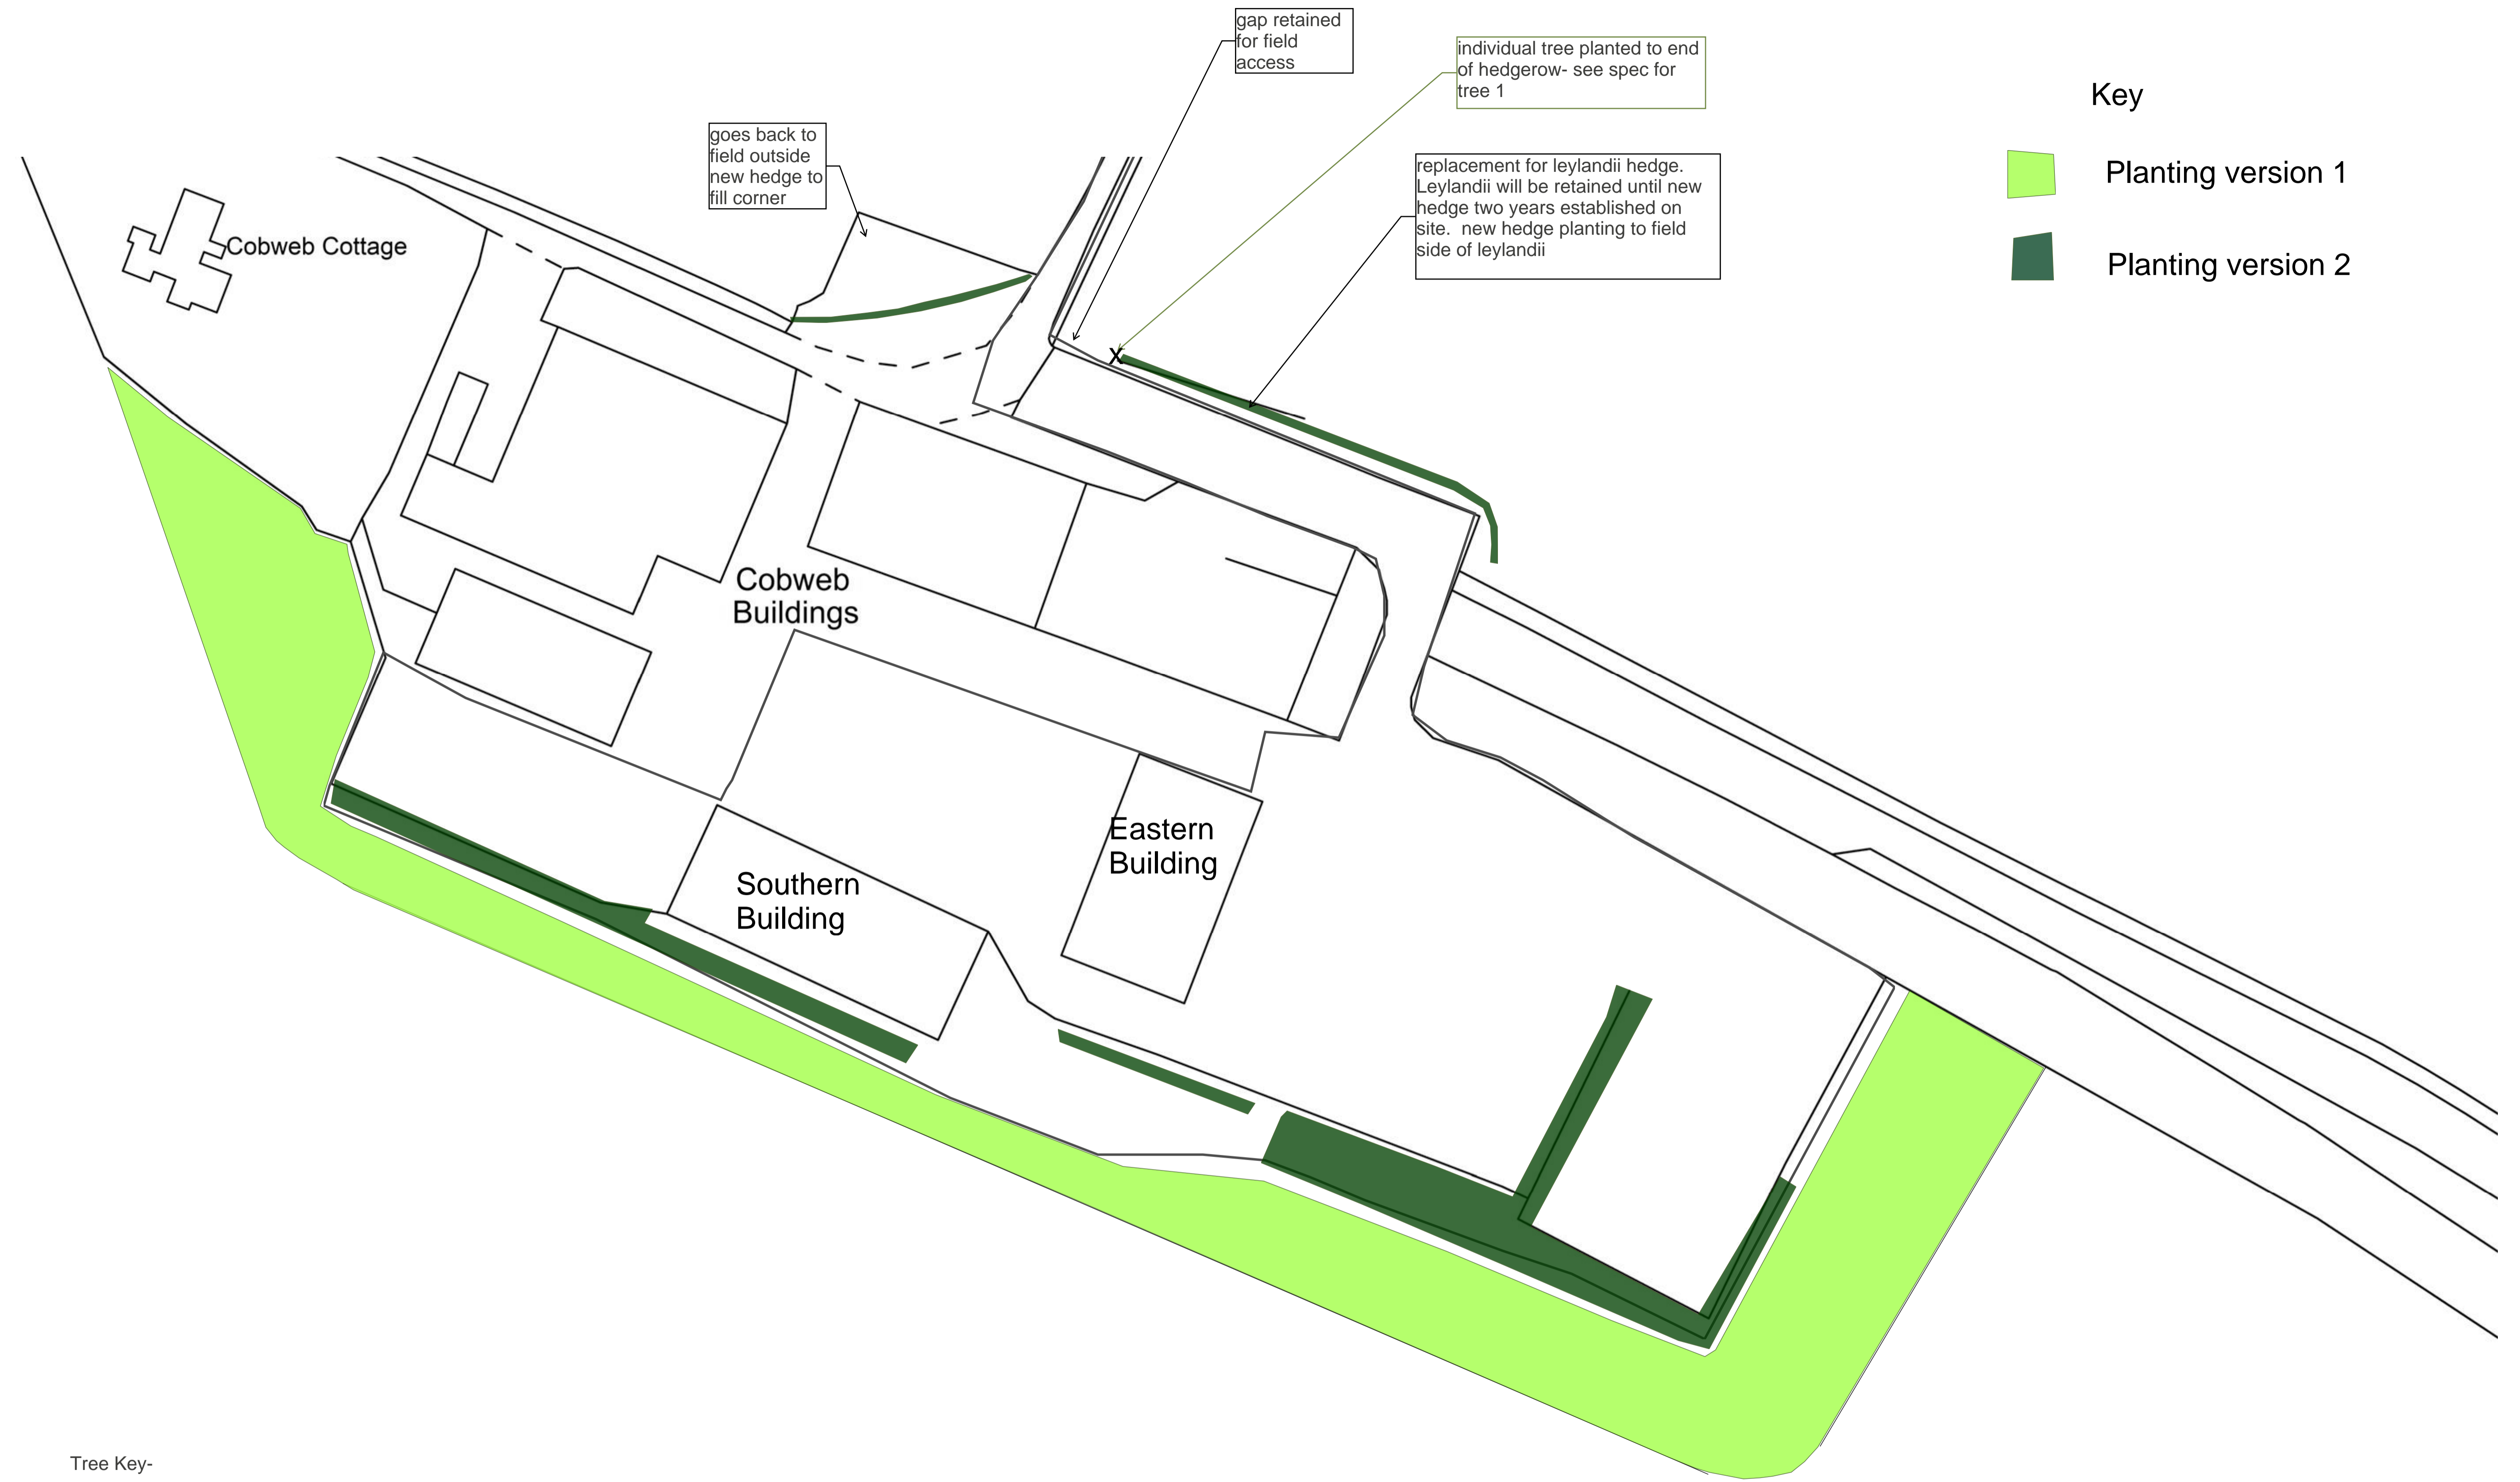 gap retained
for field
access
individual tree planted to end
of hedgerow- see spec for
tree 1
Key
goes back to
field outside
new hedge to
fill corner
replacement for leylandii hedge.
Leylandii will be retained until new
hedge two years established on
site.  new hedge planting to field
side of leylandii
Planting version 1
Planting version 2
Cobweb Cottage
X
Cobweb
Buildings
Eastern
Building
Southern
Building
Tree Key-